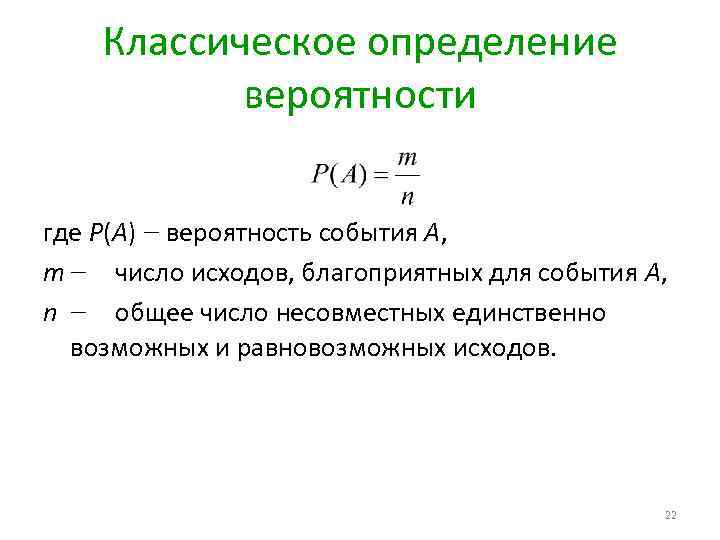 Классическое определение
вероятности
P(A) = m/n
где P(A) − вероятность события A,
m − число исходов, благоприятных для события A,
n − общее число несовместных единственно
возможных и равновозможных исходов.
22